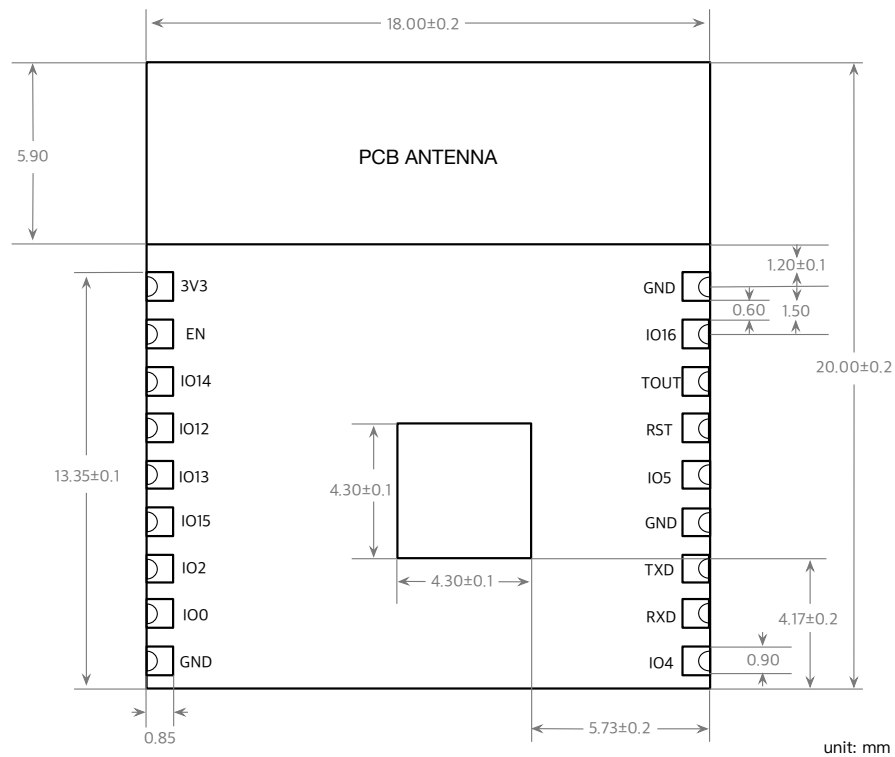 18.00±0.2
5.90
PCB ANTENNA
1.20±0.1
3V3
GND
0.60
1.50
EN
IO16
20.00±0.2
IO14
TOUT
IO12
RST
13.35±0.1
IO13
4.30±0.1
IO5
IO15
GND
IO2
TXD
4.30±0.1
IO0
RXD
4.17±0.2
GND
IO4
0.90
0.85
5.73±0.2
unit: mm